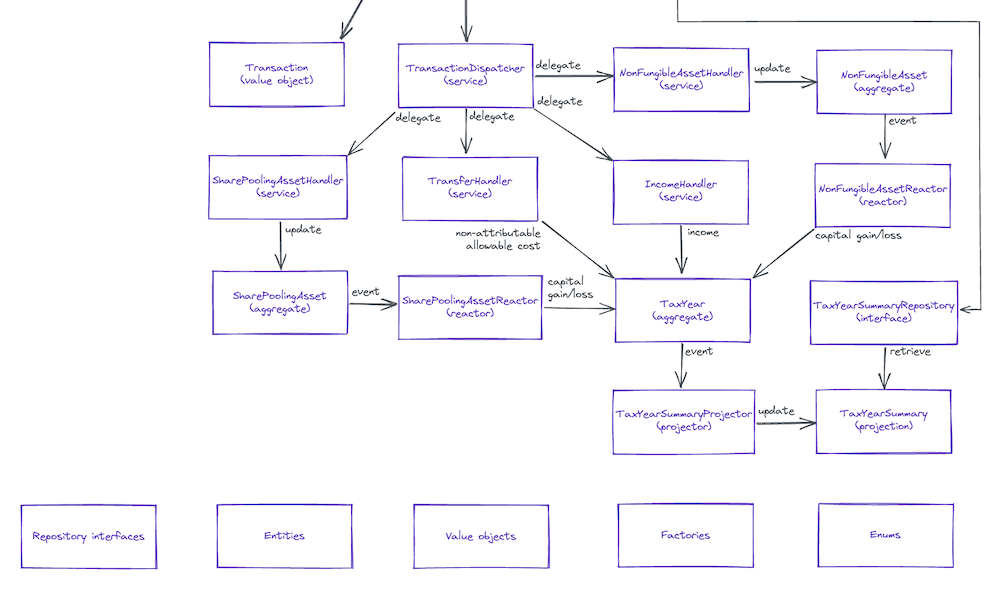 Transaction
(value object)
TransactionDispatcher
(service)
delegate
NonFungibleAssetHandler
(service)
update
NonFungibleAsset
(aggregate)
delegate
delegate
delegate
event
SharePoolingAssetHandler
(service)
TransferHandler
(service)
IncomeHandler
(service)
NonFungibleAssetReactor
(reactor)
update
non-attributable
allowable cost
income
capital gain/loss
SharePoolingAsset
(aggregate)
event
SharePoolingAssetReactor
(reactor)
capital
gain/loss
TaxYear
(aggregate)
TaxYearSummaryRepository
(interface)
event
retrieve
TaxYearSummaryProjector
(projector)
update
TaxYearSummary
(projection)
Repository interfaces
Entities
Value objects
Factories
Enums